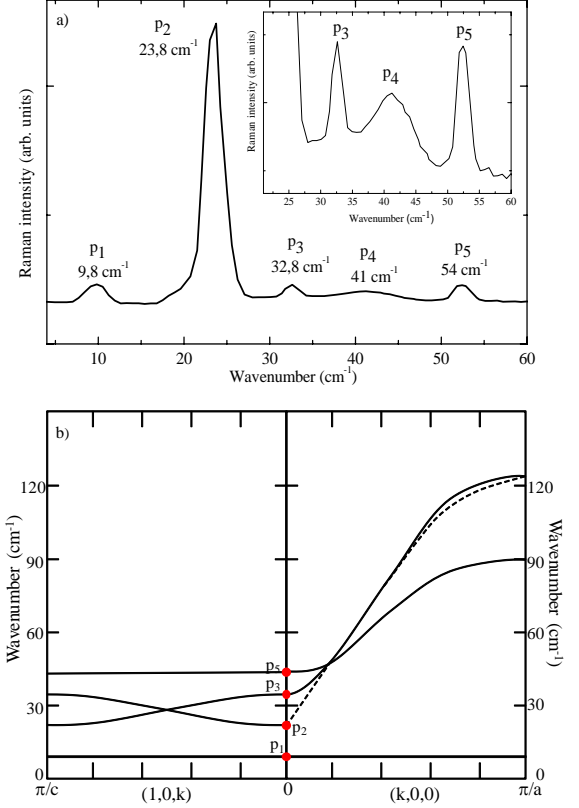 a)
p2
23,8 cm-1
p3
p4
p5
Raman intensity (arb. units)
25 30 35 40 45 50 55 60
Wavenumber (cm-1)
Raman intensity (arb. units)
p1
9,8 cm-1
p3
32,8 cm-1
p4
41 cm-1
p5
54 cm-1
10 20 30 40 50 60
Wavenumber (cm-1)
b)
120
90
60
30
0
Wavenumber (cm-1)
120
90
60
30
0
Wavenumber (cm-1)
p5
p3
p2
p1
π/c (1,0,k) 0 (k,0,0) π/a